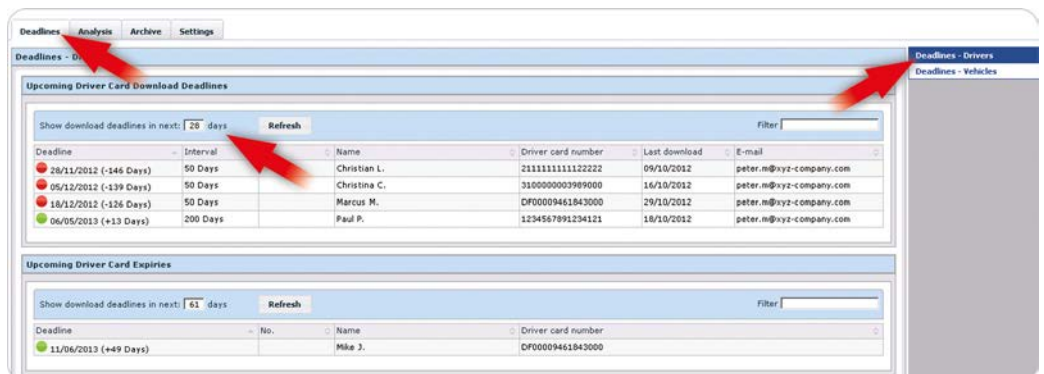 Deadlines Analysis Archive Settings
Deadlines - Drivers
Deadlines - Vehicles
Upcoming Driver Card Download Deadlines
Show download deadlines in next: 28 days Refresh Filter
Deadline Interval Name Driver card number Last download E-mail
28/11/2012 (-146 Days) 50 Days Christian L. 2111111111122222 09/10/2012 peter.m@xyz-company.com
05/12/2012 (-139 Days) 50 Days Christina C. 3100000003989000 16/10/2012 peter.m@xyz-company.com
18/12/2012 (-126 Days) 50 Days Marcus M. DF00009461843000 29/10/2012 peter.m@xyz-company.com
06/05/2013 (+13 Days) 200 Days Paul P. 1234567891234121 18/10/2012 peter.m@xyz-company.com
Upcoming Driver Card Expiries
Show download deadlines in next: 61 days Refresh Filter
Deadline No. Name Driver card number
11/06/2013 (+49 Days) Mike J. DF00009461843000